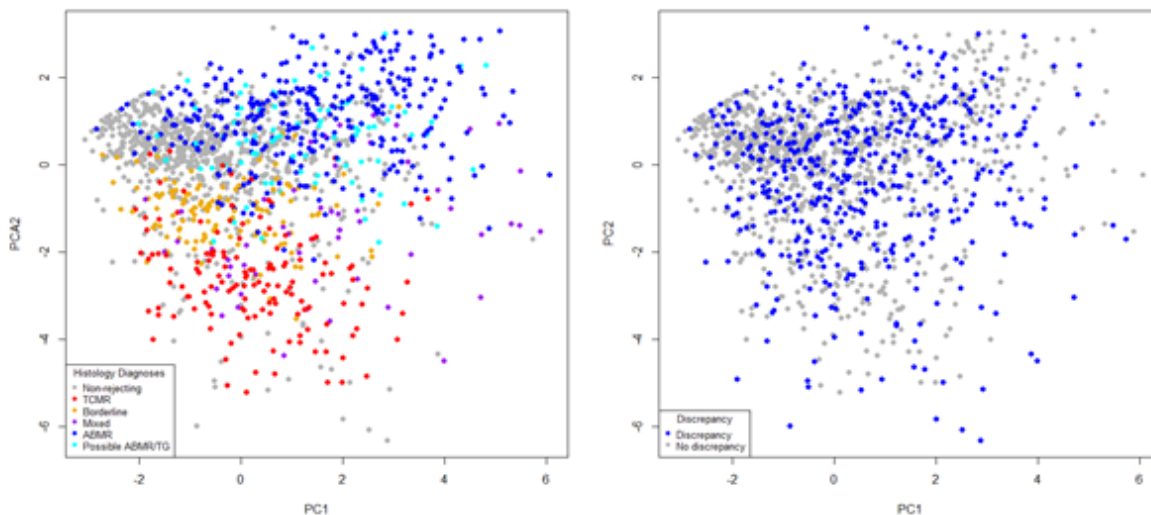 PCA2
2
0
-2
-4
-6
-2
0
2
4
6
PC1
Histology Diagnoses
Non-rejecting
TCMR
Borderline
Mixed
ABMR
Possible ABMR/TG
PC2
2
0
-2
-4
-6
-2
0
2
4
6
PC1
Discrepancy
Discrepancy
No discrepancy